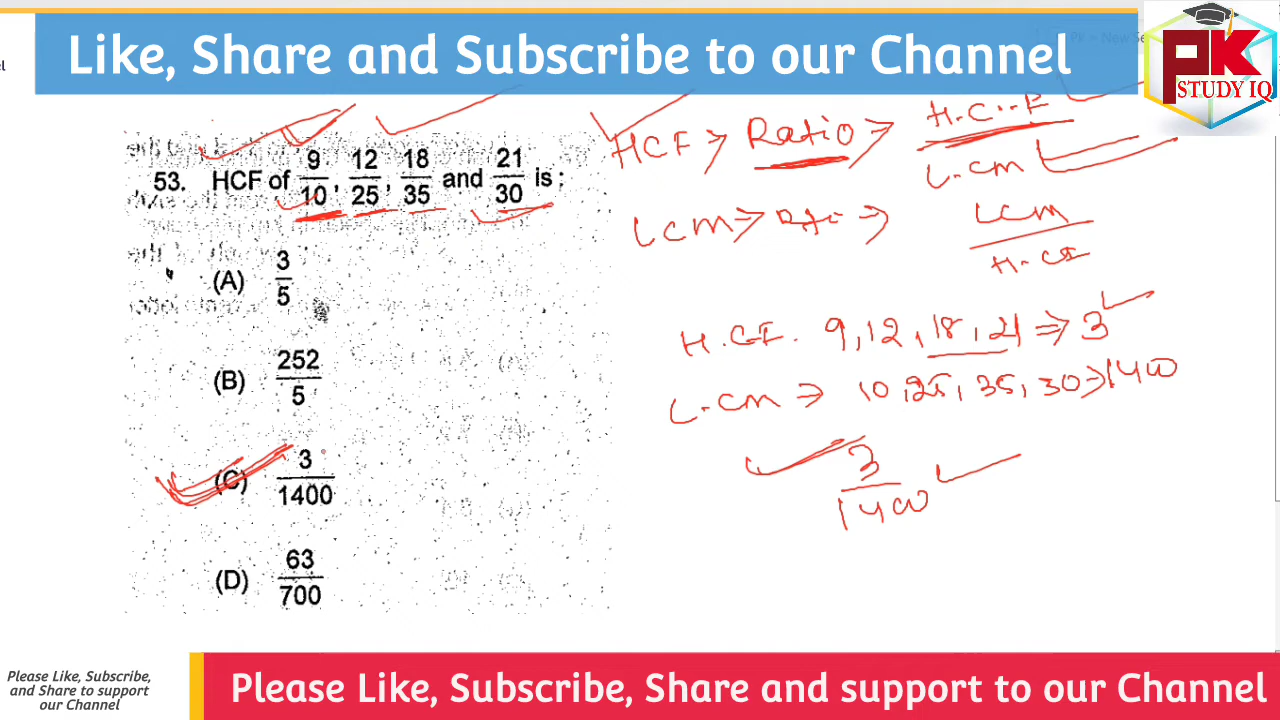 Like, Share and Subscribe to our Channel
PK
STUDY IQ
53. HCF of 9/10, 12/25, 18/35 and 21/30 is :
(A) 3/5
(B) 252/5
(C) 3/1400
(D) 63/700
HCF > Ratio > H.C.F / L.CM
LCM => Ratio => LCM / H.CF
H.C.F. 9,12, 18, 21 => 3
L.CM => 10, 25, 35, 30 => 1400
3/1400
Please Like, Subscribe,
and Share to support
our Channel
Please Like, Subscribe, Share and support to our Channel